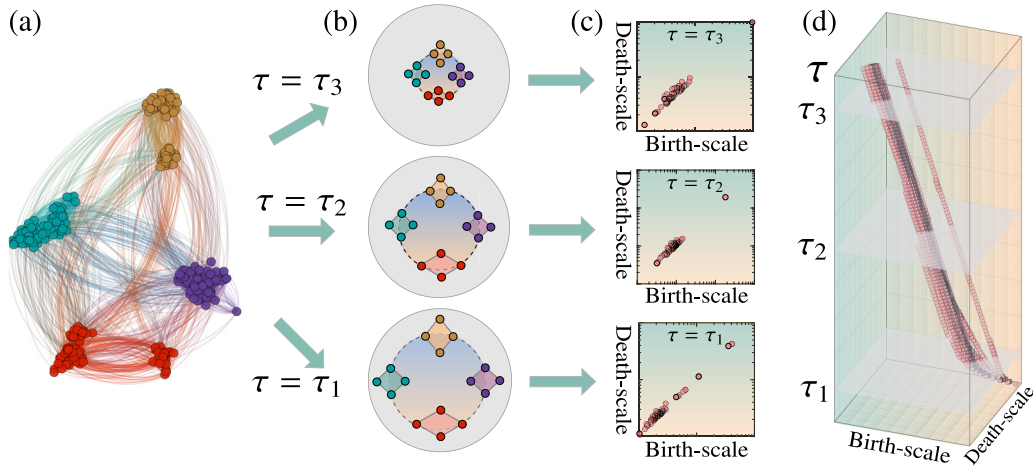 (a)
(b)
(c)
(d)
τ = τ₃
τ = τ₂
τ = τ₁
Death-scale
τ = τ₃
Birth-scale
Death-scale
τ = τ₂
Birth-scale
Death-scale
τ = τ₁
Birth-scale
τ
τ₃
τ₂
τ₁
Birth-scale
Death-scale